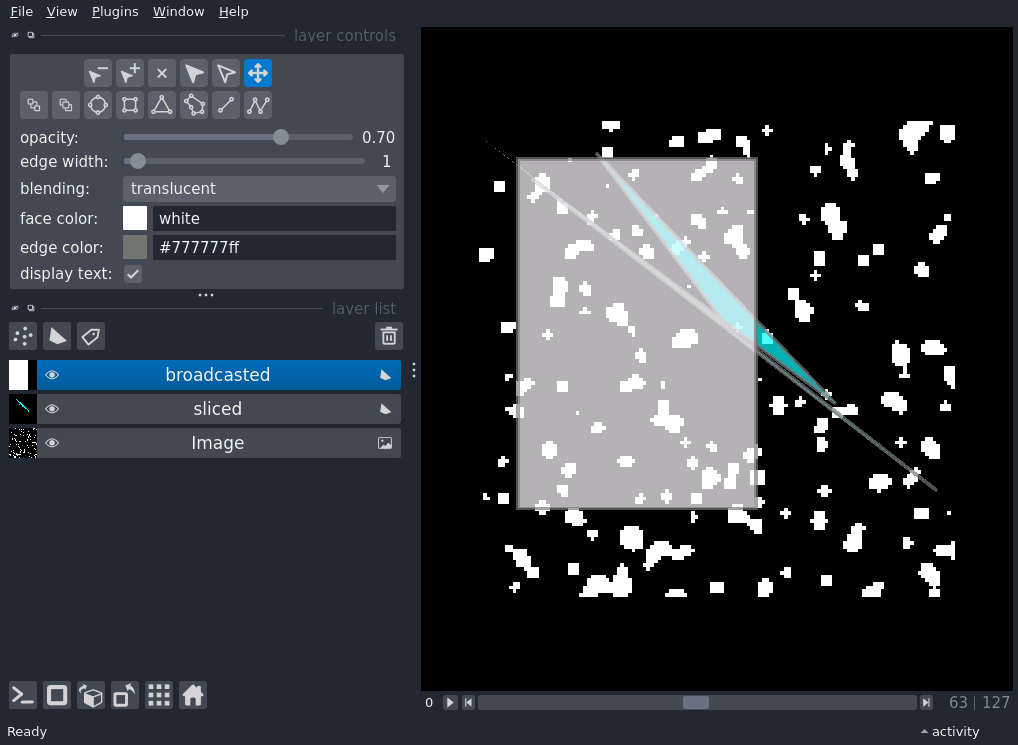 File View Plugins Window Help
layer controls
opacity: 0.70
edge width: 1
blending: translucent
face color: white
edge color: #777777ff
display text:
layer list
broadcasted
sliced
Image
0 63 | 127
Ready activity